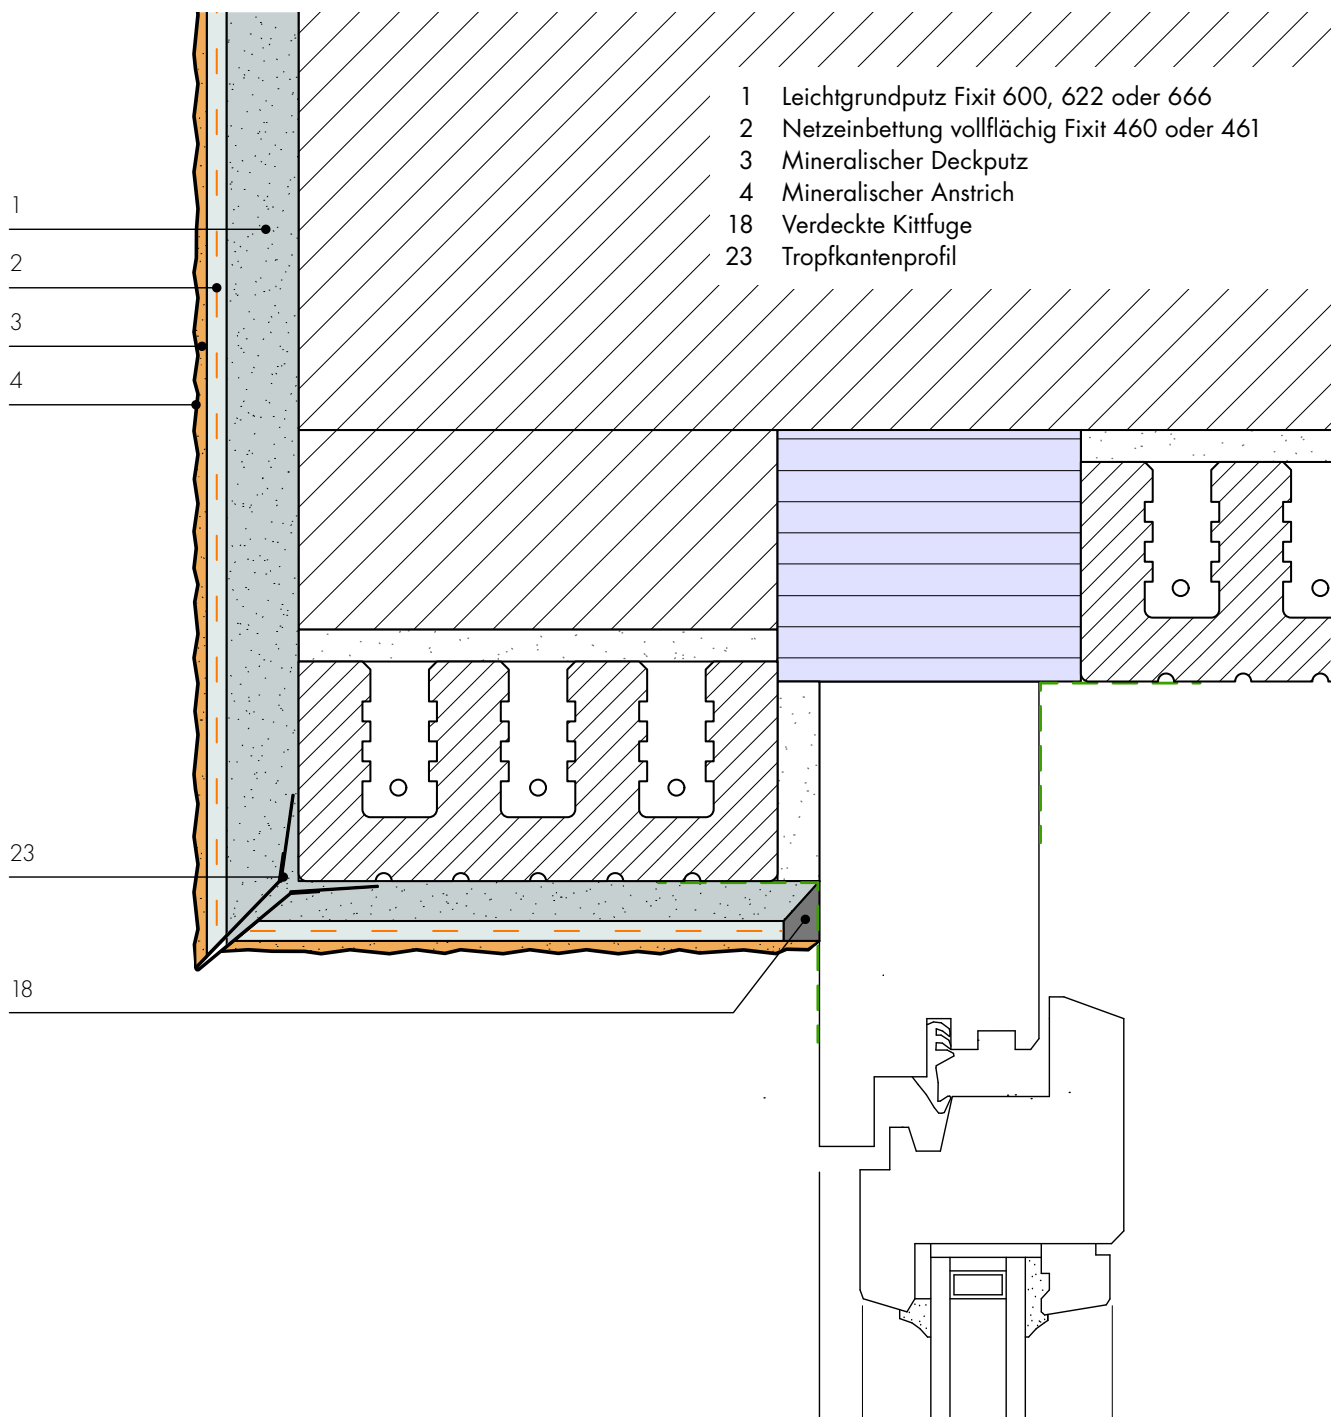 1 Leichtgrundputz Fixit 600, 622 oder 666
2 Netzeinbettung vollflächig Fixit 460 oder 461
3 Mineralischer Deckputz
4 Mineralischer Anstrich
18 Verdeckte Kittfuge
23 Tropfkantenprofil
1
2
3
4
23
18